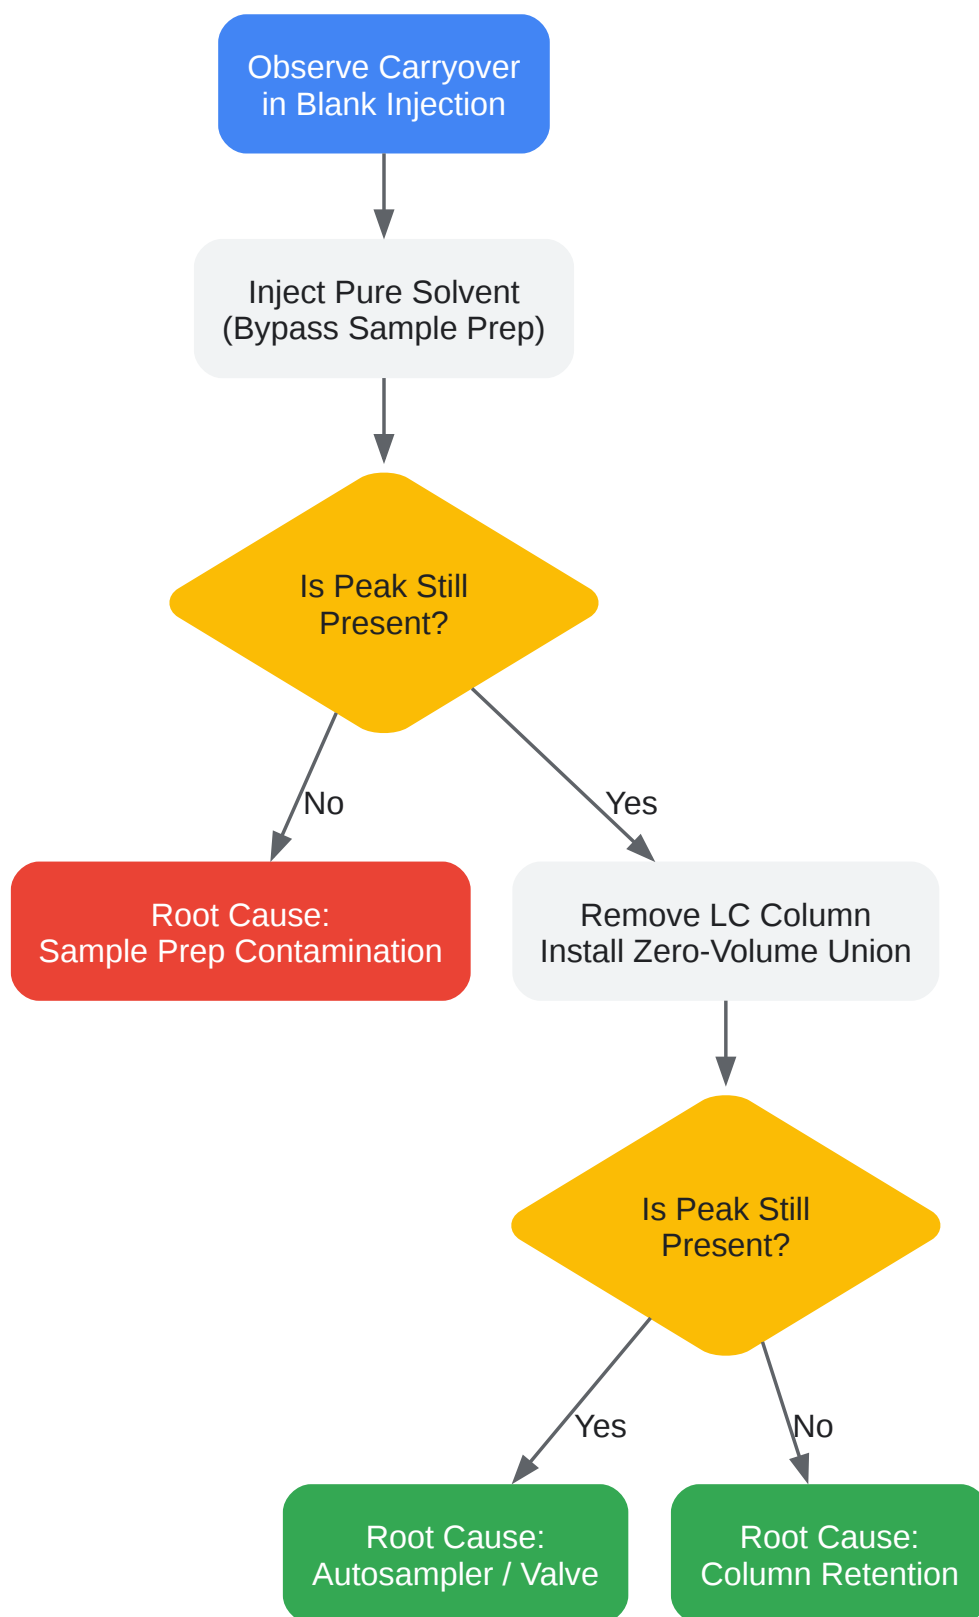 Observe Carryover
in Blank Injection
Inject Pure Solvent
(Bypass Sample Prep)
Is Peak Still
Present?
No
Yes
Root Cause:
Sample Prep Contamination
Remove LC Column
Install Zero-Volume Union
Is Peak Still
Present?
Yes
No
Root Cause:
Autosampler / Valve
Root Cause:
Column Retention